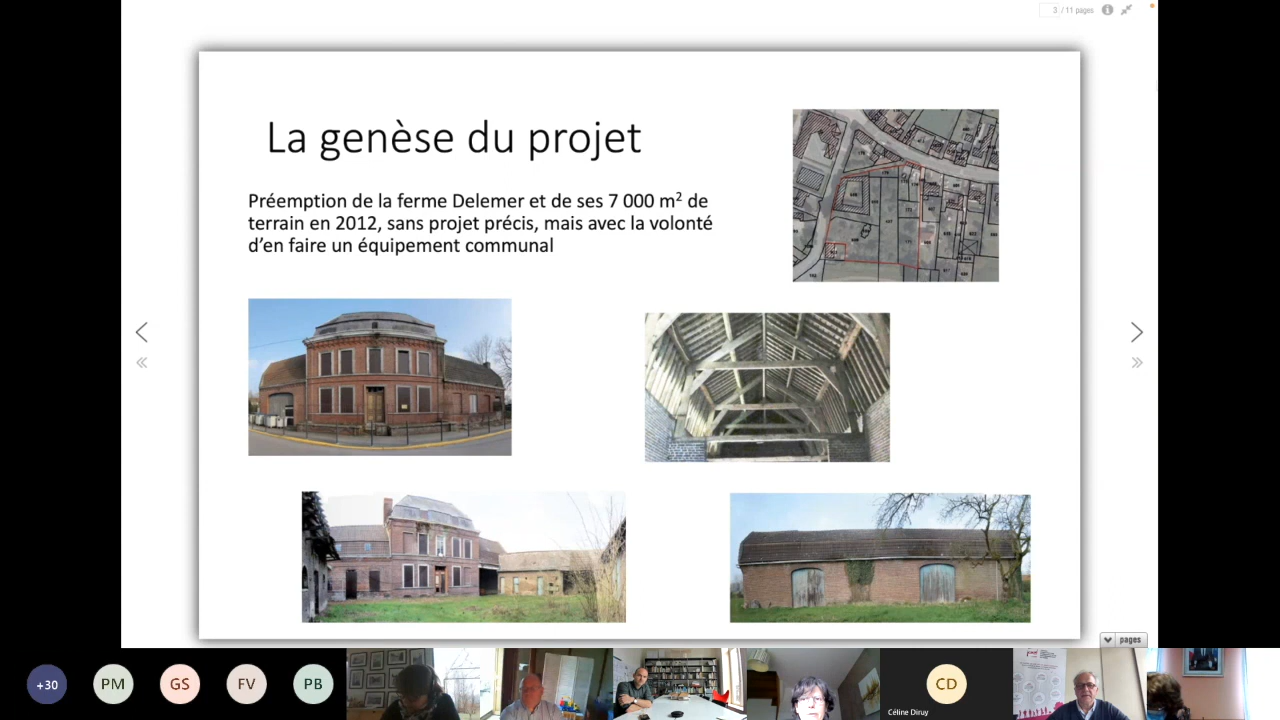 3 / 11 pages
La genèse du projet
Préemption de la ferme Delemer et de ses 7 000 m² de
terrain en 2012, sans projet précis, mais avec la volonté
d'en faire un équipement communal
pages
+30
PM
GS
FV
PB
CD
Céline Diruy